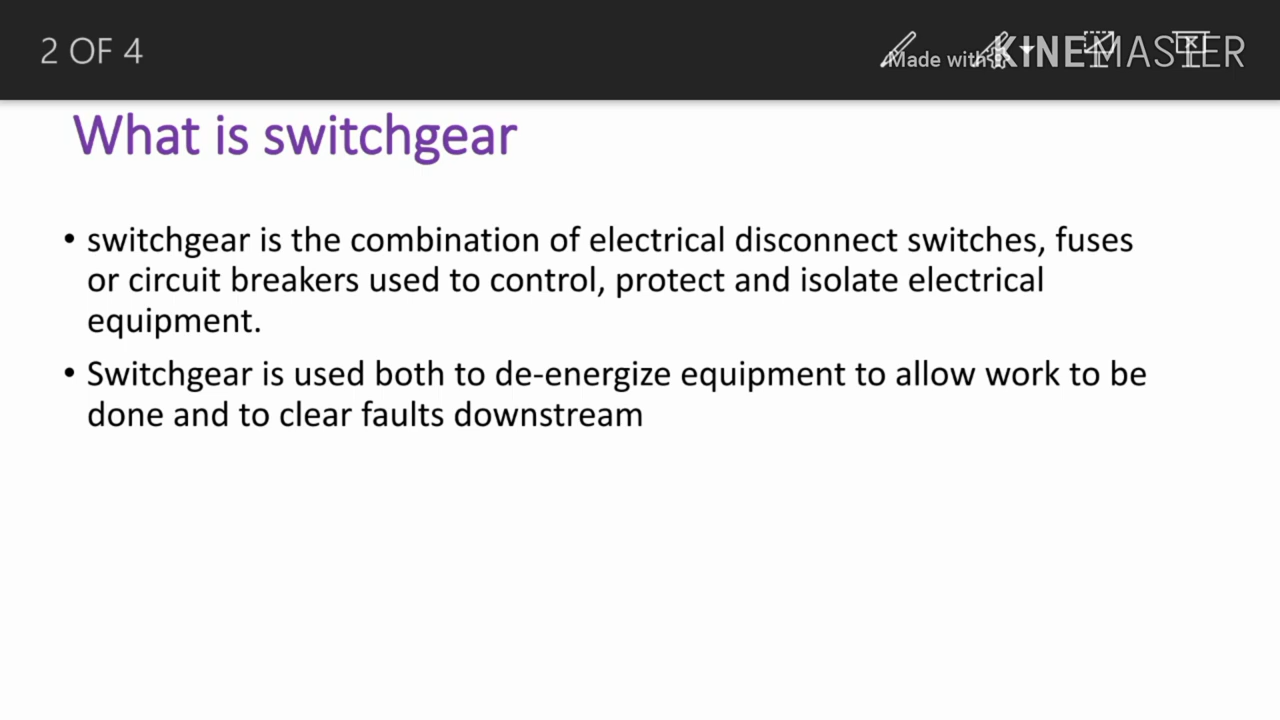 2 OF 4
Made with KINEMASTER
What is switchgear
• switchgear is the combination of electrical disconnect switches, fuses
or circuit breakers used to control, protect and isolate electrical
equipment.
• Switchgear is used both to de-energize equipment to allow work to be
done and to clear faults downstream